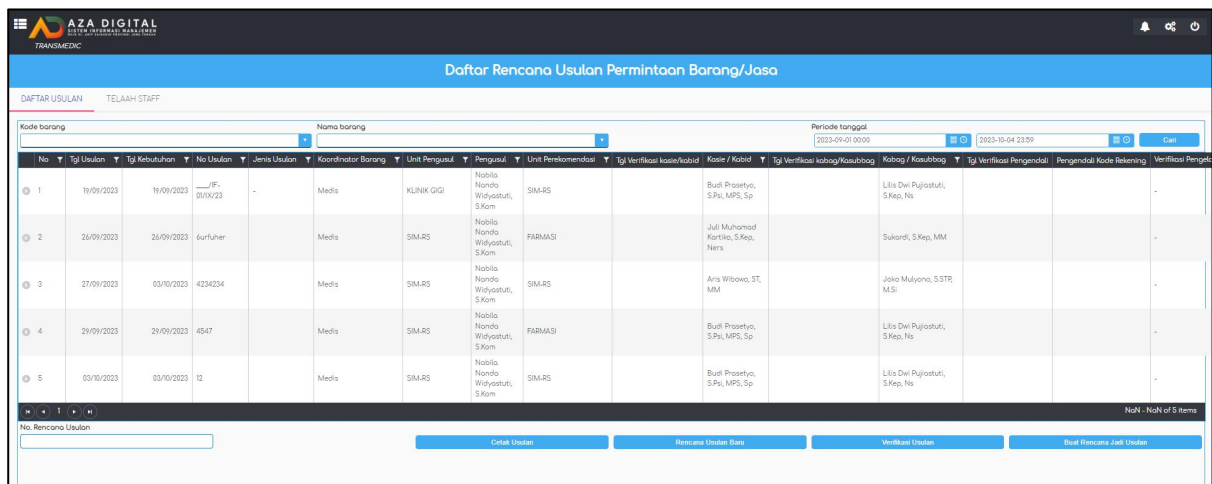 AZA DIGITAL
SISTEM INFORMASI MANAJEMEN
TRANSMEDIC
Daftar Rencana Usulan Permintaan Barang/Jasa
DAFTAR USULAN TELAAH STAFF
Kode barang Nama barang Periode tanggal
2023-09-01 00:00 2023-10-04 23:59 Cari
No Tgl Usulan Tgl Kebutuhan No Usulan Jenis Usulan Koordinator Barang Unit Pengusul Pengusul Unit Perekomendasi Tgl Verifikasi kasie/kabid Kasie / Kabid Tgl Verifikasi kabag/Kasubbag Kabag / Kasubbag Tgl Verifikasi Pengendali Pengendali Kode Rekening Verifikasi Pengelo
1 19/09/2023 19/09/2023 ___/IF-01/IX/23 - Medis KLINIK GIGI Nabila Nanda Widyastuti, S.Kom SIM-RS Budi Prasetyo, S.Psi, MPS, Sp Lilis Dwi Pujiastuti, S.Kep, Ns -
2 26/09/2023 26/09/2023 6urfuher Medis SIM-RS Nabila Nanda Widyastuti, S.Kom FARMASI Juli Muhamad Kartiko, S.Kep, Ners Sukardi, S.Kep, MM -
3 27/09/2023 03/10/2023 4234234 Medis SIM-RS Nabila Nanda Widyastuti, S.Kom SIM-RS Aris Wibowo, ST, MM Joko Mulyono, S.STP, M.Si -
4 29/09/2023 29/09/2023 4547 Medis SIM-RS Nabila Nanda Widyastuti, S.Kom FARMASI Budi Prasetyo, S.Psi, MPS, Sp Lilis Dwi Pujiastuti, S.Kep, Ns -
5 03/10/2023 03/10/2023 12 Medis SIM-RS Nabila Nanda Widyastuti, S.Kom SIM-RS Budi Prasetyo, S.Psi, MPS, Sp Lilis Dwi Pujiastuti, S.Kep, Ns -
1 NaN - NaN of 5 items
No. Rencana Usulan
Cetak Usulan Rencana Usulan Baru Verifikasi Usulan Buat Rencana Jadi Usulan